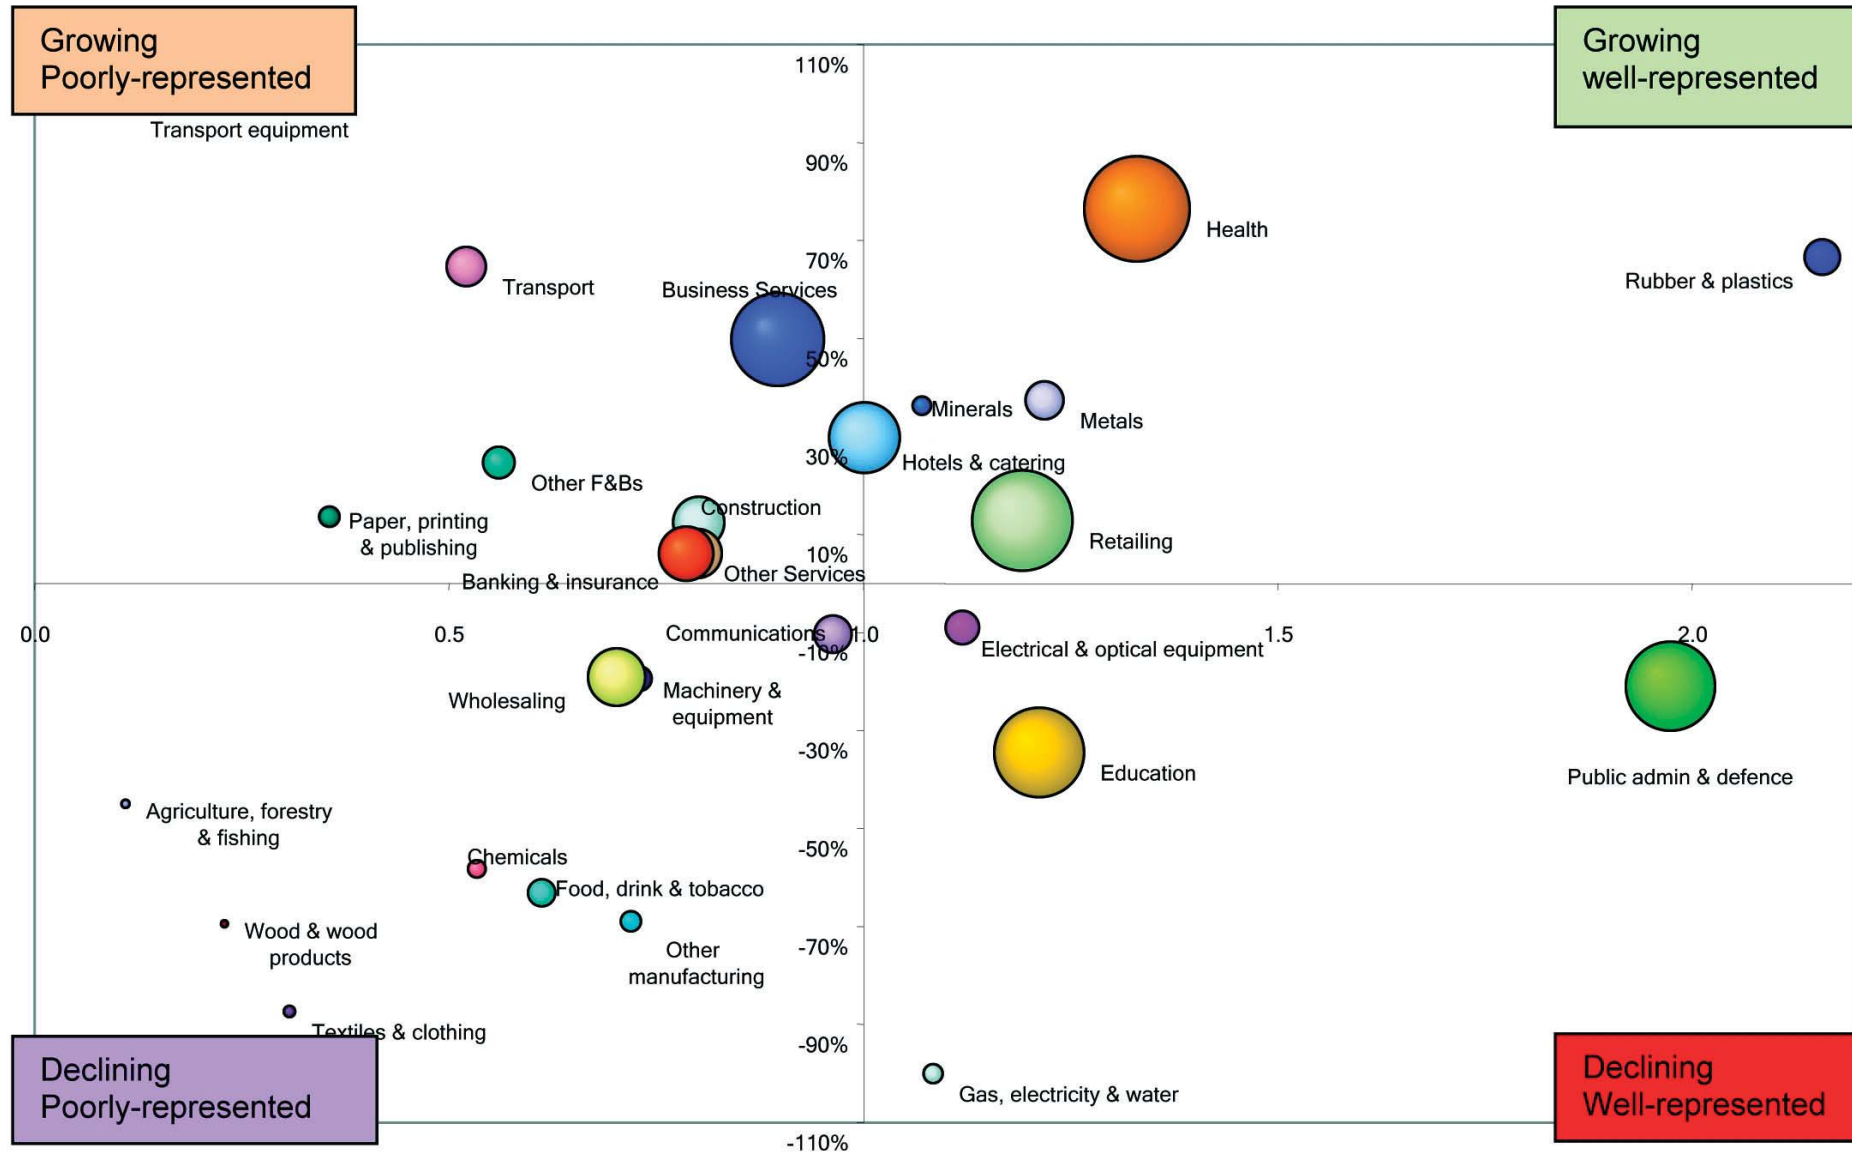 Growing
Poorly-represented
Growing
well-represented
110%
Transport equipment
90%
Health
70%
Rubber & plastics
Transport
Business Services
50%
Minerals
Metals
30%
Hotels & catering
Other F&Bs
Construction
Paper, printing
& publishing
Retailing
10%
Other Services
Banking & insurance
0.0
0.5
Communications
1.0
1.5
2.0
-10%
Electrical & optical equipment
Wholesaling
Machinery &
equipment
-30%
Education
Public admin & defence
Agriculture, forestry
& fishing
-50%
Chemicals
Food, drink & tobacco
Wood & wood
products
-70%
Other
manufacturing
Textiles & clothing
-90%
Declining
Poorly-represented
Gas, electricity & water
Declining
Well-represented
-110%